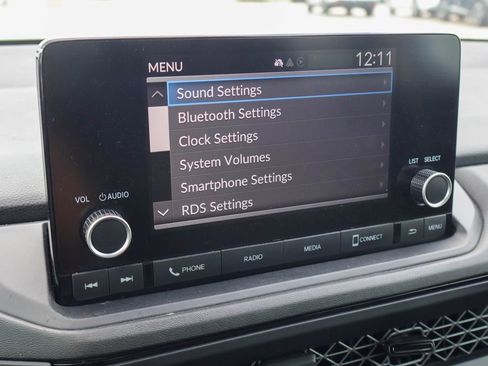 MENU 12:11
Sound Settings
Bluetooth Settings
Clock Settings
System Volumes
Smartphone Settings
RDS Settings
VOL AUDIO
LIST SELECT
PHONE RADIO MEDIA CONNECT MENU